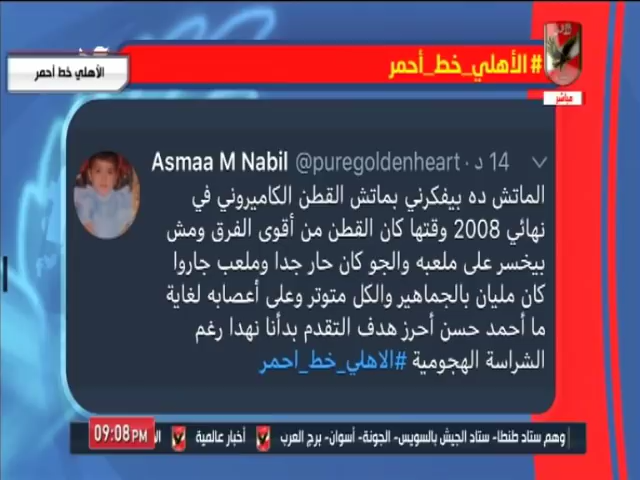 #الأهلي_خط_أحمر
الأهلي خط أحمر
مباشر
Asmaa M Nabil @puregoldenheart · 14 د
الماتش ده بيفكرني بماتش القطن الكاميروني في
نهائي 2008 وقتها كان القطن من أقوى الفرق ومش
بيخسر على ملعبه والجو كان حار جدا وملعب جاروا
كان مليان بالجماهير والكل متوتر وعلى أعصابه لغاية
ما أحمد حسن أحرز هدف التقدم بدأنا نهدا رغم
الشراسة الهجومية #الاهلي_خط_احمر
وهم ستاد طنطا- ستاد الجيش بالسويس- الجونة- أسوان- برج العرب
أخبار عالمية
09:08 PM